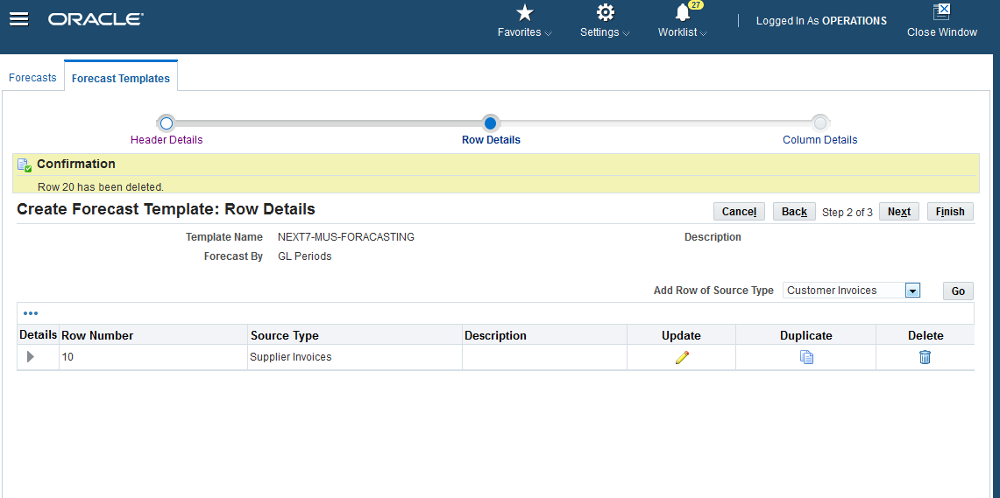 ORACLE
27
Favorites Settings Worklist Logged In As OPERATIONS Close Window
Forecasts Forecast Templates
Header Details Row Details Column Details
Confirmation
Row 20 has been deleted.
Create Forecast Template: Row Details Cancel Back Step 2 of 3 Next Finish
Template Name NEXT7-MUS-FORACASTING Description
Forecast By GL Periods
Add Row of Source Type Customer Invoices Go
Details Row Number Source Type Description Update Duplicate Delete
10 Supplier Invoices